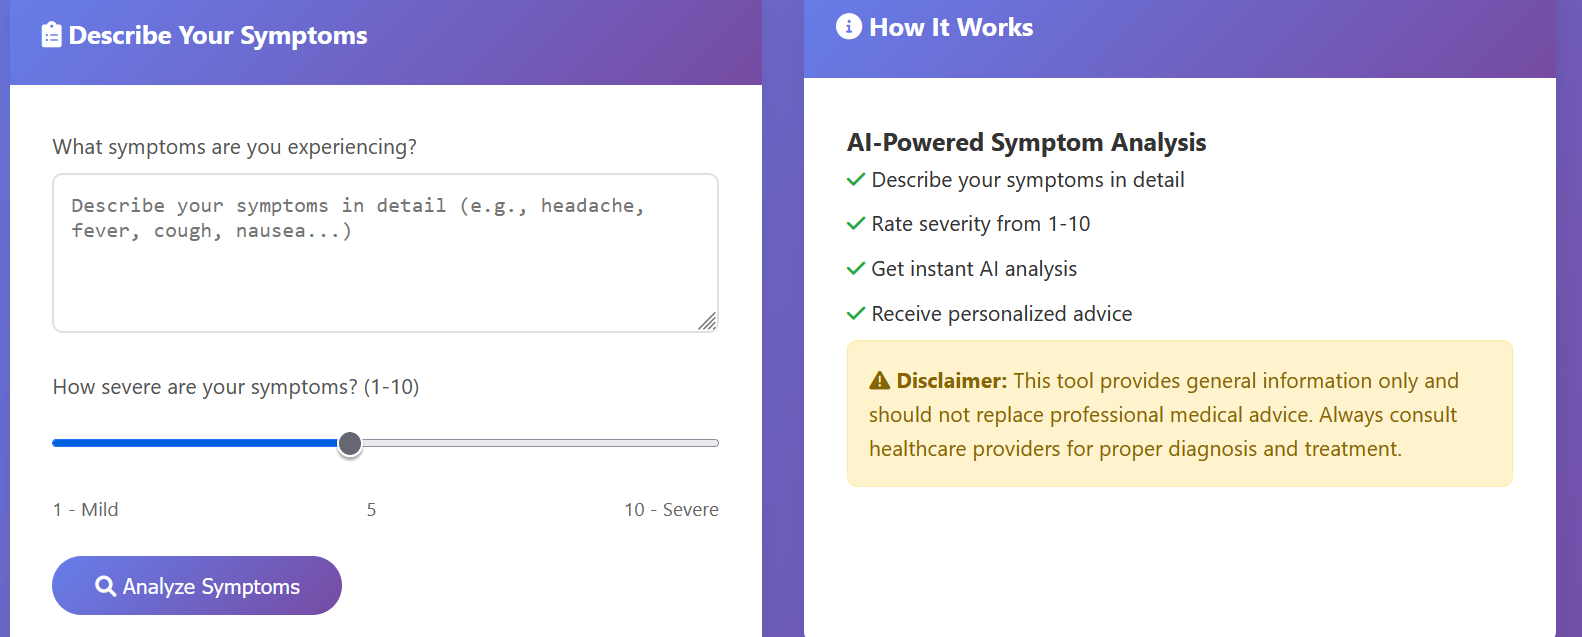 Describe Your Symptoms
What symptoms are you experiencing?
Describe your symptoms in detail (e.g., headache,
fever, cough, nausea...)
How severe are your symptoms? (1-10)
1 - Mild 5 10 - Severe
Analyze Symptoms
How It Works
AI-Powered Symptom Analysis
Describe your symptoms in detail
Rate severity from 1-10
Get instant AI analysis
Receive personalized advice
Disclaimer: This tool provides general information only and
should not replace professional medical advice. Always consult
healthcare providers for proper diagnosis and treatment.